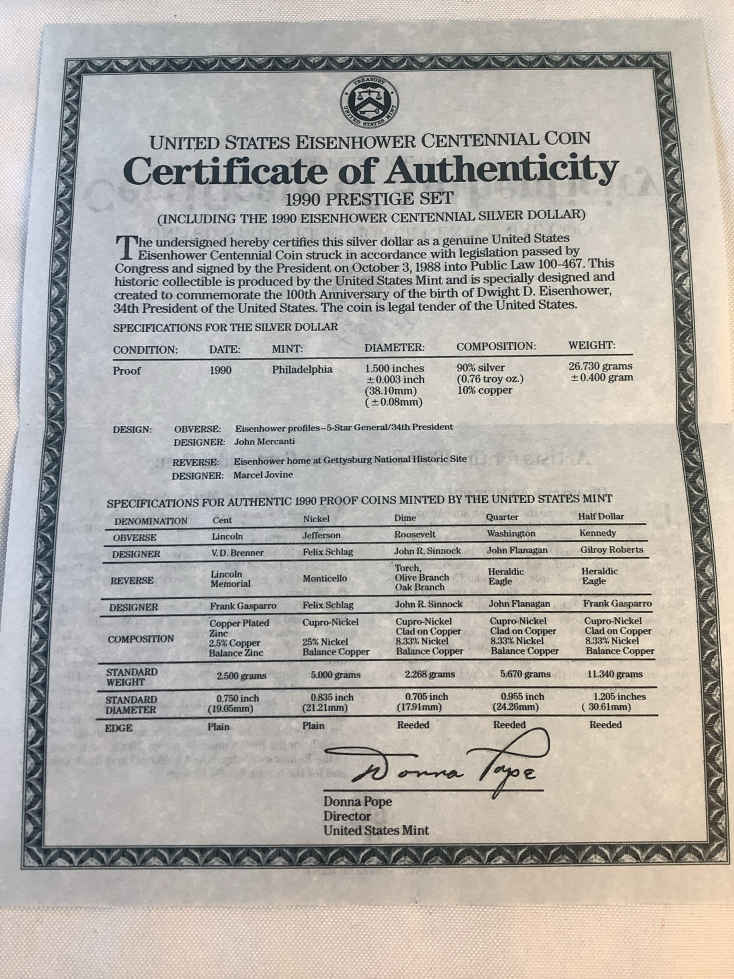 TREASURY
UNITED STATES MINT
UNITED STATES EISENHOWER CENTENNIAL COIN
Certificate of Authenticity
1990 PRESTIGE SET
(INCLUDING THE 1990 EISENHOWER CENTENNIAL SILVER DOLLAR)
The undersigned hereby certifies this silver dollar as a genuine United States
Eisenhower Centennial Coin struck in accordance with legislation passed by
Congress and signed by the President on October 3, 1988 into Public Law 100-467. This
historic collectible is produced by the United States Mint and is specially designed and
created to commemorate the 100th Anniversary of the birth of Dwight D. Eisenhower,
34th President of the United States. The coin is legal tender of the United States.
SPECIFICATIONS FOR THE SILVER DOLLAR
CONDITION: DATE: MINT: DIAMETER: COMPOSITION: WEIGHT:
Proof 1990 Philadelphia 1.500 inches 90% silver 26.730 grams
±0.003 inch (0.76 troy oz.) ±0.400 gram
(38.10mm) 10% copper
(±0.08mm)
DESIGN: OBVERSE: Eisenhower profiles--5-Star General/34th President
DESIGNER: John Mercanti
REVERSE: Eisenhower home at Gettysburg National Historic Site
DESIGNER: Marcel Jovine
SPECIFICATIONS FOR AUTHENTIC 1990 PROOF COINS MINTED BY THE UNITED STATES MINT
DENOMINATION Cent Nickel Dime Quarter Half Dollar
OBVERSE Lincoln Jefferson Roosevelt Washington Kennedy
DESIGNER V.D. Brenner Felix Schlag John R. Sinnock John Flanagan Gilroy Roberts
REVERSE Lincoln Monticello Torch, Heraldic Heraldic
Memorial Olive Branch Eagle Eagle
Oak Branch
DESIGNER Frank Gasparro Felix Schlag John R. Sinnock John Flanagan Frank Gasparro
COMPOSITION Copper Plated Cupro-Nickel Cupro-Nickel Cupro-Nickel Cupro-Nickel
Zinc Clad on Copper Clad on Copper Clad on Copper
2.5% Copper 25% Nickel 8.33% Nickel 8.33% Nickel 8.33% Nickel
Balance Zinc Balance Copper Balance Copper Balance Copper Balance Copper
STANDARD 2.500 grams 5.000 grams 2.268 grams 5.670 grams 11.340 grams
WEIGHT
STANDARD 0.750 inch 0.835 inch 0.705 inch 0.955 inch 1.205 inches
DIAMETER (19.05mm) (21.21mm) (17.91mm) (24.26mm) ( 30.61mm)
EDGE Plain Plain Reeded Reeded Reeded
Donna Pope
Donna Pope
Director
United States Mint